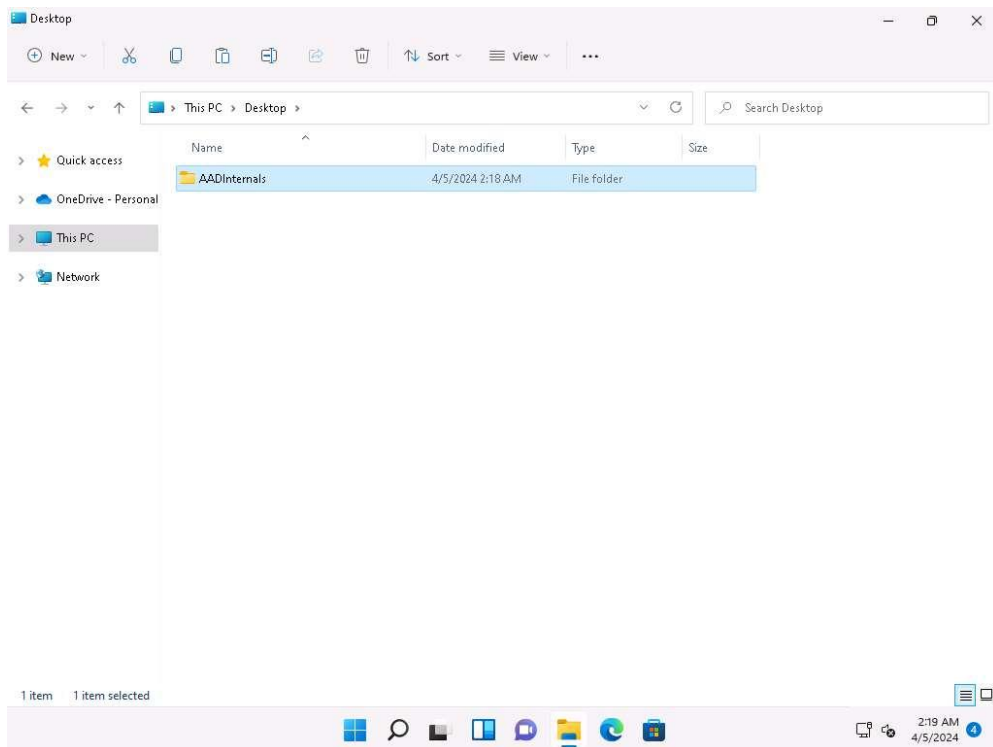 Desktop
New Sort View
This PC > Desktop > Search Desktop
Name Date modified Type Size
Quick access
AADInternals 4/5/2024 2:18 AM File folder
OneDrive - Personal
This PC
Network
1 item 1 item selected
2:19 AM
4/5/2024 4